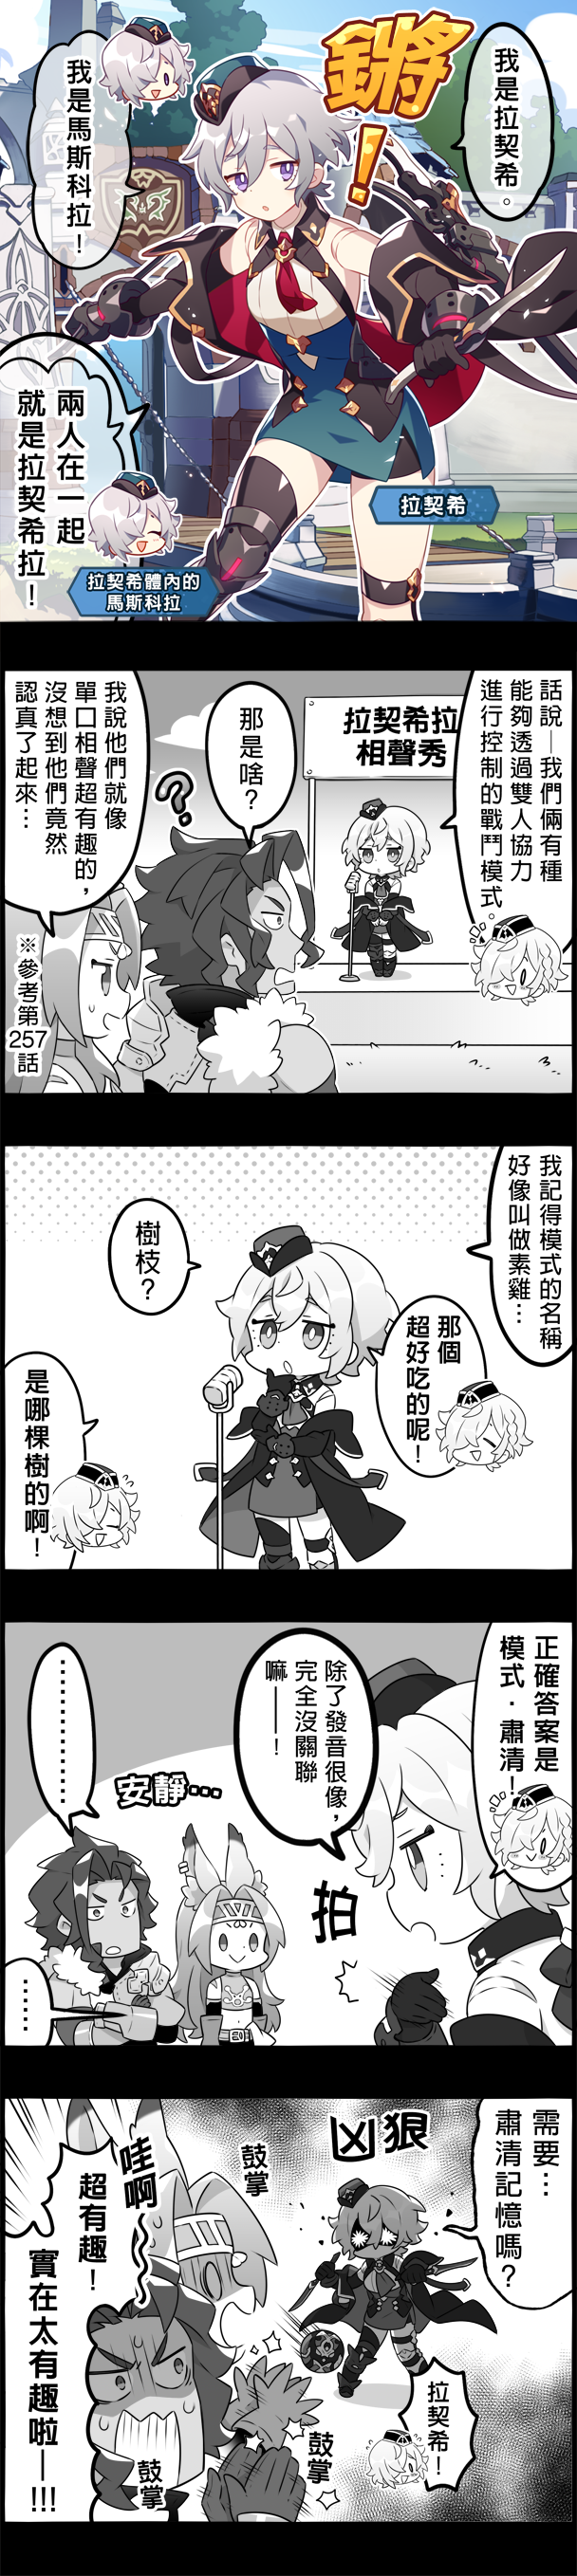 我是拉契希。
鏘！
我是馬斯科拉！
兩人在一起
就是拉契希拉！
拉契希
拉契希體內的
馬斯科拉
話說─我們倆有種
能夠透過雙人協力
進行控制的戰鬥模式。
拉契希拉
相聲秀
那是啥？
？
我說他們就像
單口相聲超有趣的，
沒想到他們竟然
認真了起來…
※參考第
257
話
我記得模式的名稱
好像叫做素雞…
那個
超好吃的呢！
樹枝？
是哪棵樹的啊！
正確答案是
模式．肅清！
除了發音很像，
完全沒關聯
嘛──！
拍
安靜…
…………
……
需要…
肅清記憶嗎？
凶狠
拉契希！
鼓掌
哇啊～～
超有趣！
實在太有趣啦─!!!
鼓掌
鼓掌